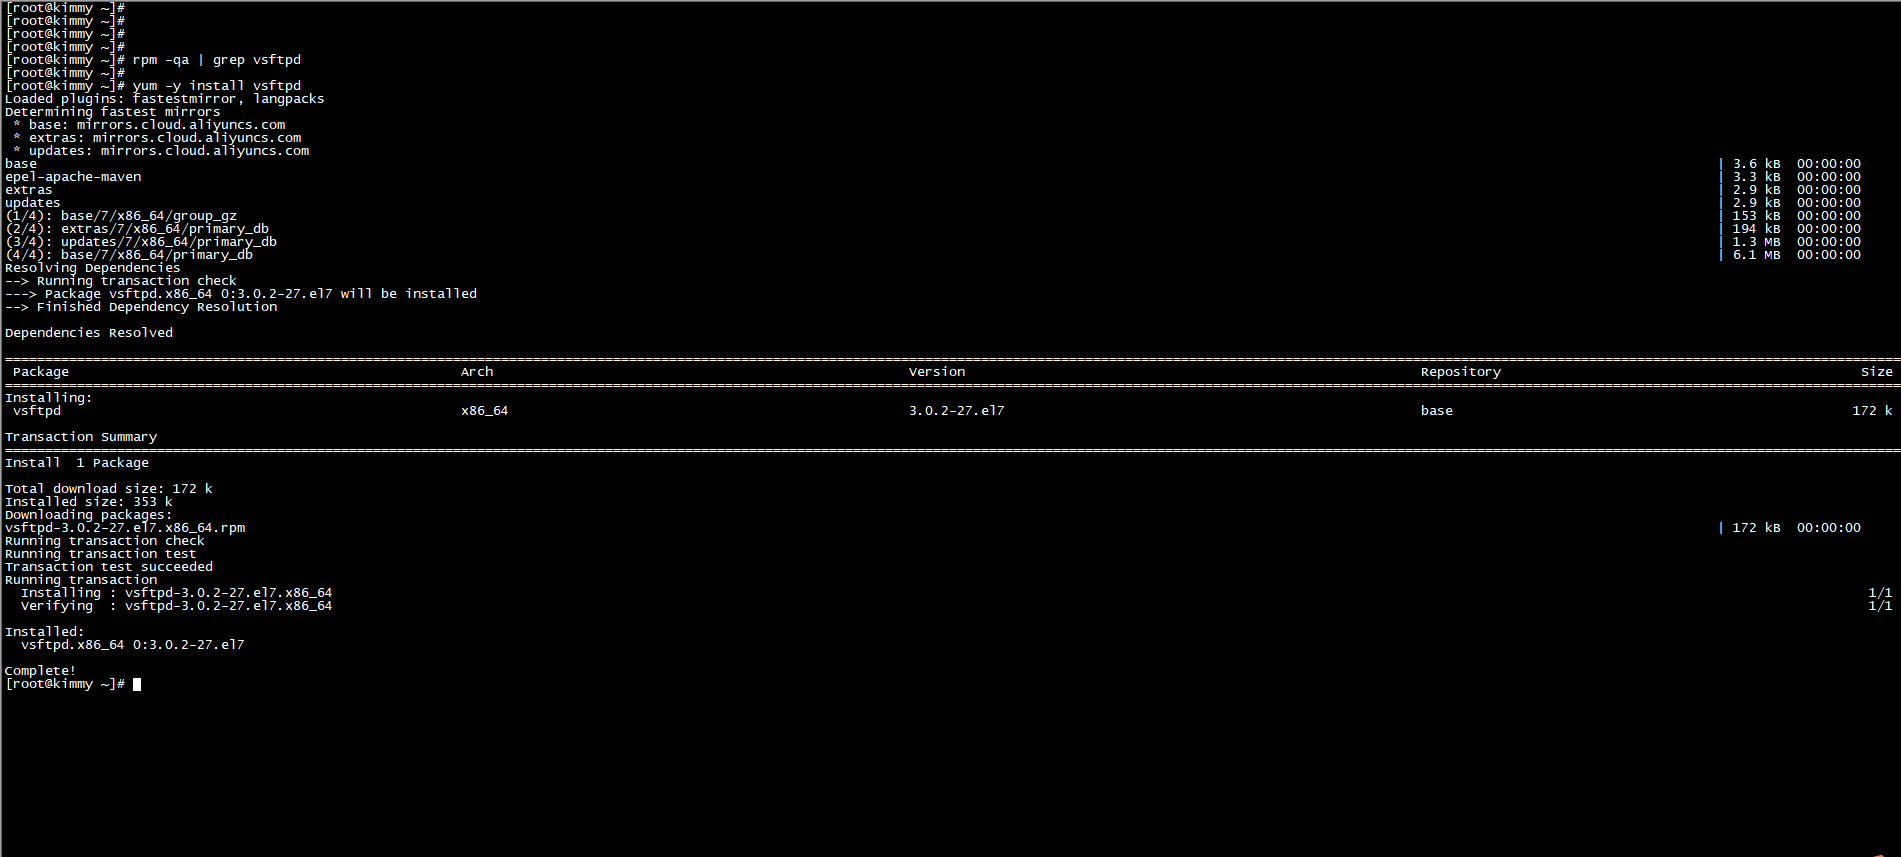 [root@kimmy ~]#
[root@kimmy ~]#
[root@kimmy ~]#
[root@kimmy ~]#
[root@kimmy ~]# rpm -qa | grep vsftpd
[root@kimmy ~]#
[root@kimmy ~]# yum -y install vsftpd
Loaded plugins: fastestmirror, langpacks
Determining fastest mirrors
 * base: mirrors.cloud.aliyuncs.com
 * extras: mirrors.cloud.aliyuncs.com
 * updates: mirrors.cloud.aliyuncs.com
base | 3.6 kB 00:00:00
epel-apache-maven | 3.3 kB 00:00:00
extras | 2.9 kB 00:00:00
updates | 2.9 kB 00:00:00
(1/4): base/7/x86_64/group_gz | 153 kB 00:00:00
(2/4): extras/7/x86_64/primary_db | 194 kB 00:00:00
(3/4): updates/7/x86_64/primary_db | 1.3 MB 00:00:00
(4/4): base/7/x86_64/primary_db | 6.1 MB 00:00:00
Resolving Dependencies
--> Running transaction check
---> Package vsftpd.x86_64 0:3.0.2-27.el7 will be installed
--> Finished Dependency Resolution
Dependencies Resolved
Package Arch Version Repository Size
Installing:
vsftpd x86_64 3.0.2-27.el7 base 172 k
Transaction Summary
Install 1 Package
Total download size: 172 k
Installed size: 353 k
Downloading packages:
vsftpd-3.0.2-27.el7.x86_64.rpm | 172 kB 00:00:00
Running transaction check
Running transaction test
Transaction test succeeded
Running transaction
Installing : vsftpd-3.0.2-27.el7.x86_64 1/1
Verifying : vsftpd-3.0.2-27.el7.x86_64 1/1
Installed:
vsftpd.x86_64 0:3.0.2-27.el7
Complete!
[root@kimmy ~]#